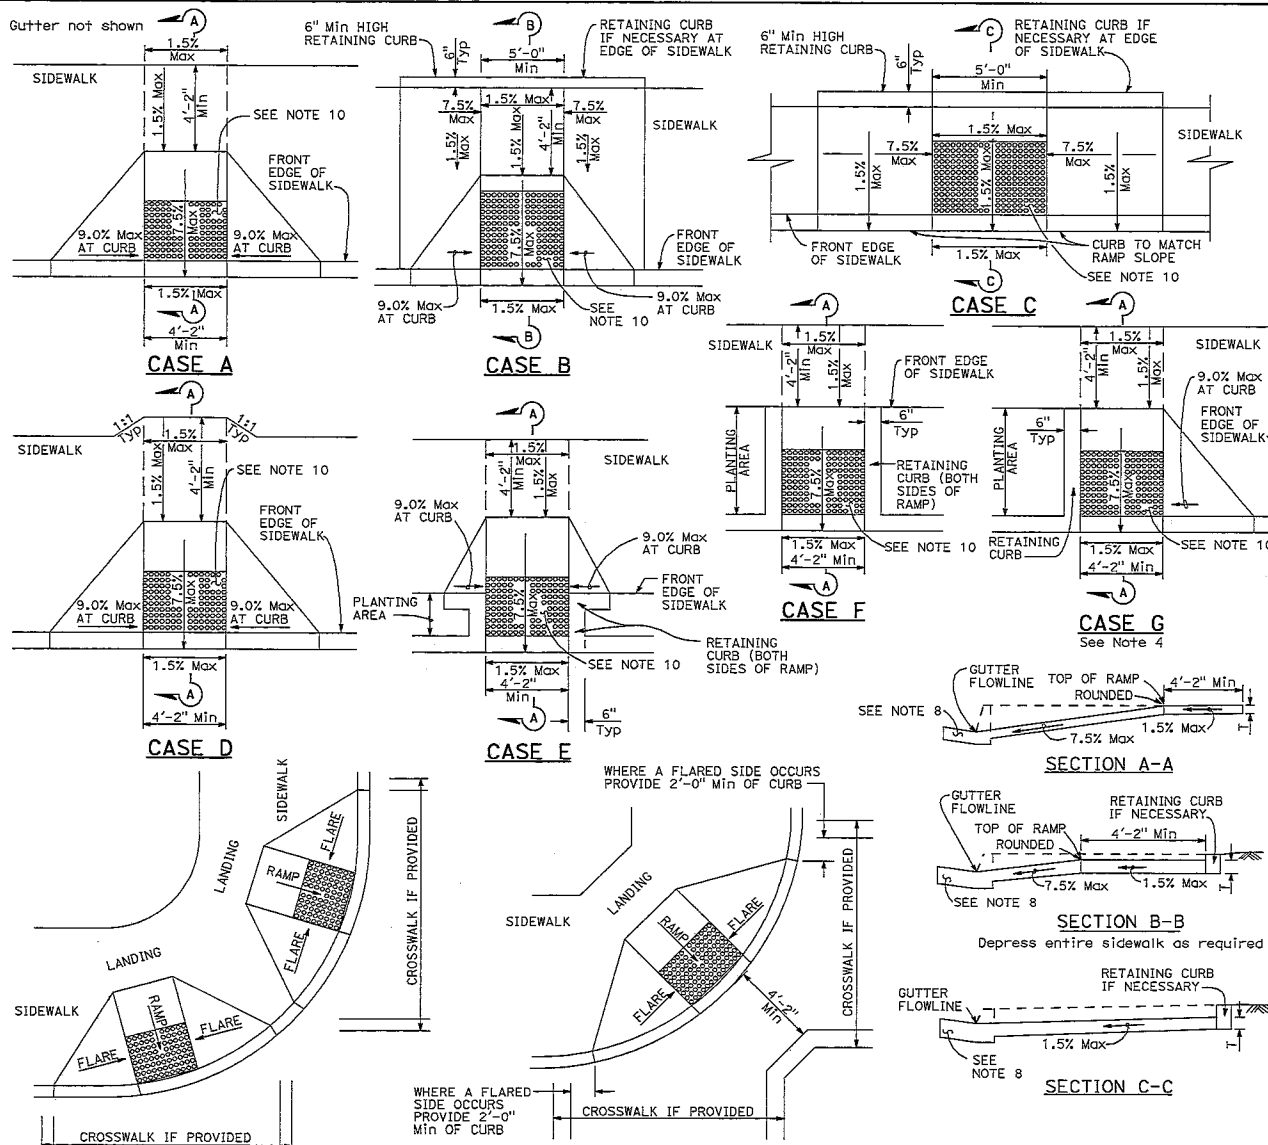 Gutter not shown
A
1.5%
Max
SIDEWALK
1.5% Max
4'-2"
Min
SEE NOTE 10
FRONT
EDGE OF
SIDEWALK
7.5%
Max
9.0% Max
AT CURB
9.0% Max
AT CURB
1.5% Max
A
4'-2"
Min
CASE A
6" Min HIGH
RETAINING CURB
B
RETAINING CURB
IF NECESSARY AT
EDGE OF SIDEWALK
6"
Typ
5'-0"
Min
7.5%
Max
1.5% Max
7.5%
Max
1.5%
Max
1.5% Max
4'-2"
Min
1.5%
Max
SIDEWALK
7.5%
Max
FRONT
EDGE OF
SIDEWALK
9.0% Max
AT CURB
1.5% Max
SEE
NOTE 10
9.0% Max
AT CURB
B
CASE B
6" Min HIGH
RETAINING CURB
C
RETAINING CURB IF
NECESSARY AT EDGE
OF SIDEWALK
6"
Typ
5'-0"
Min
1.5% Max
SIDEWALK
7.5%
Max
7.5%
Max
1.5%
Max
1.5% Max
1.5%
Max
FRONT EDGE
OF SIDEWALK
CURB TO MATCH
RAMP SLOPE
1.5% Max
SEE NOTE 10
C
CASE C
A
1:1
Typ
1:1
Typ
1.5%
Max
SIDEWALK
1.5%
Max
4'-2"
Min
SEE NOTE 10
FRONT
EDGE OF
SIDEWALK
7.5%
Max
9.0% Max
AT CURB
9.0% Max
AT CURB
1.5% Max
A
4'-2" Min
CASE D
A
1.5%
Max
4'-2"
Min
1.5%
Max
SIDEWALK
9.0% Max
AT CURB
9.0% Max
AT CURB
FRONT
EDGE OF
SIDEWALK
PLANTING
AREA
7.5%
Max
RETAINING
CURB (BOTH
SIDES OF RAMP)
SEE NOTE 10
1.5% Max
4'-2"
Min
A
6"
Typ
CASE E
A
SIDEWALK
1.5%
Max
4'-2"
Min
1.5%
Max
FRONT EDGE
OF SIDEWALK
6"
Typ
PLANTING
AREA
7.5%
Max
RETAINING
CURB (BOTH
SIDES OF
RAMP)
SEE NOTE 10
1.5% Max
4'-2" Min
A
CASE F
A
1.5%
Max
SIDEWALK
4'-2"
Min
1.5%
Max
9.0% Max
AT CURB
FRONT
EDGE OF
SIDEWALK
6"
Typ
PLANTING
AREA
7.5%
Max
RETAINING
CURB
SEE NOTE 10
1.5% Max
4'-2" Min
A
CASE G
See Note 4
GUTTER
FLOWLINE
TOP OF RAMP
ROUNDED
4'-2" Min
SEE NOTE 8
7.5% Max
1.5% Max
T
SECTION A-A
GUTTER
FLOWLINE
RETAINING CURB
IF NECESSARY
TOP OF RAMP
ROUNDED
4'-2" Min
7.5% Max
1.5% Max
T
SEE NOTE 8
SECTION B-B
Depress entire sidewalk as required
GUTTER
FLOWLINE
RETAINING CURB
IF NECESSARY
1.5% Max
T
SEE
NOTE 8
SECTION C-C
SIDEWALK
LANDING
FLARE
RAMP
FLARE
CROSSWALK IF PROVIDED
LANDING
SIDEWALK
RAMP
FLARE
FLARE
CROSSWALK IF PROVIDED
WHERE A FLARED SIDE OCCURS
PROVIDE 2'-0" Min OF CURB
LANDING
SIDEWALK
RAMP
FLARE
FLARE
4'-2"
Min
CROSSWALK IF PROVIDED
WHERE A FLARED
SIDE OCCURS
PROVIDE 2'-0"
Min OF CURB
CROSSWALK IF PROVIDED